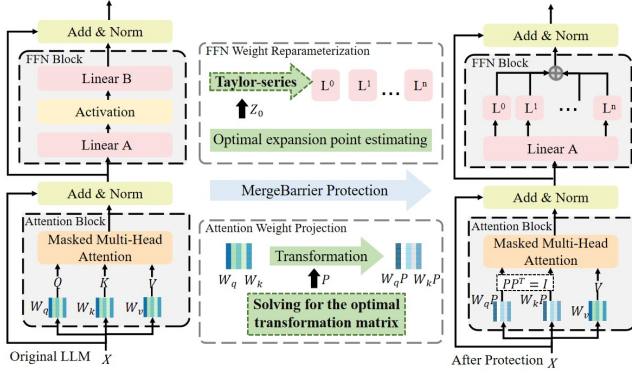 Add & Norm
FFN Block
Linear B
Activation
Linear A
Add & Norm
Attention Block
Masked Multi-Head
Attention
Q K V
W_q W_k W_v
Original LLM X
FFN Weight Reparameterization
Taylor-series L^0 L^1 ... L^n
Z_0
Optimal expansion point estimating
MergeBarrier Protection
Attention Weight Projection
Transformation
W_q W_k P W_qP W_kP
Solving for the optimal
transformation matrix
Add & Norm
FFN Block
L^0 L^1 ... L^n
Linear A
Add & Norm
Attention Block
Masked Multi-Head
Attention
PP^T = I V
W_qP W_kP W_v
After Protection X